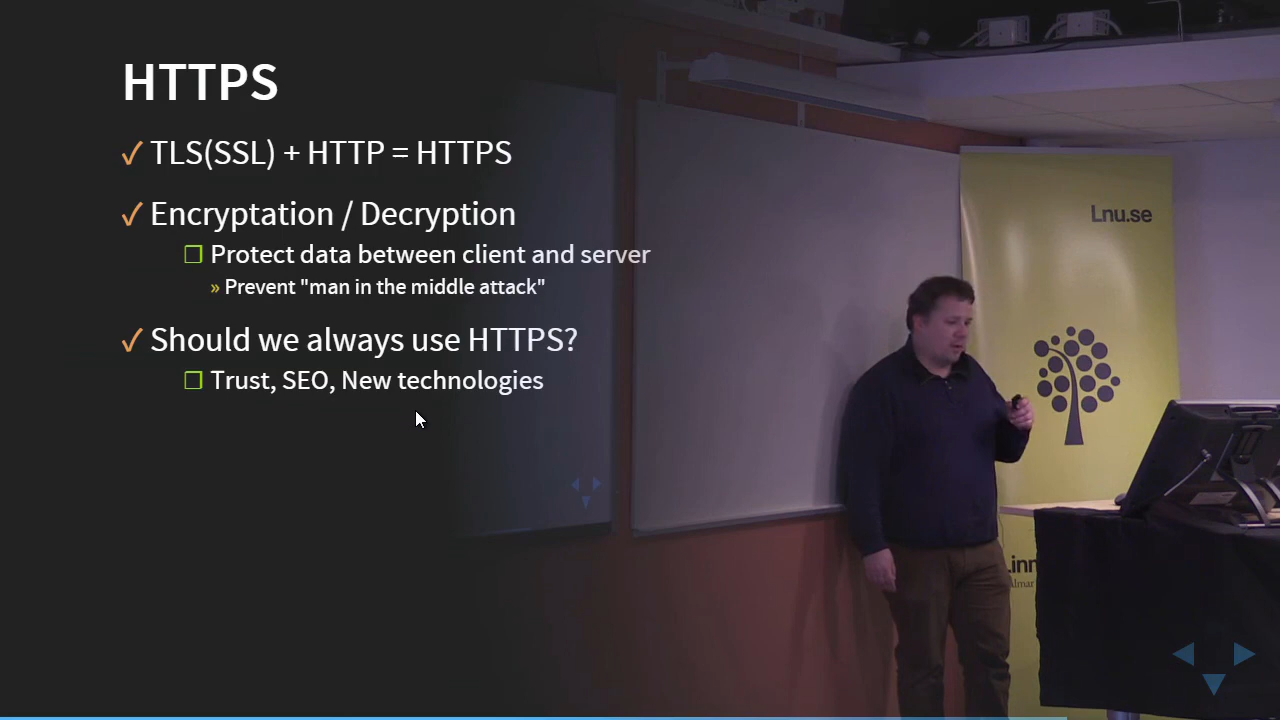 HTTPS
✓ TLS(SSL) + HTTP = HTTPS
✓ Encryptation / Decryption
❐ Protect data between client and server
» Prevent "man in the middle attack"
✓ Should we always use HTTPS?
❐ Trust, SEO, New technologies
Lnu.se